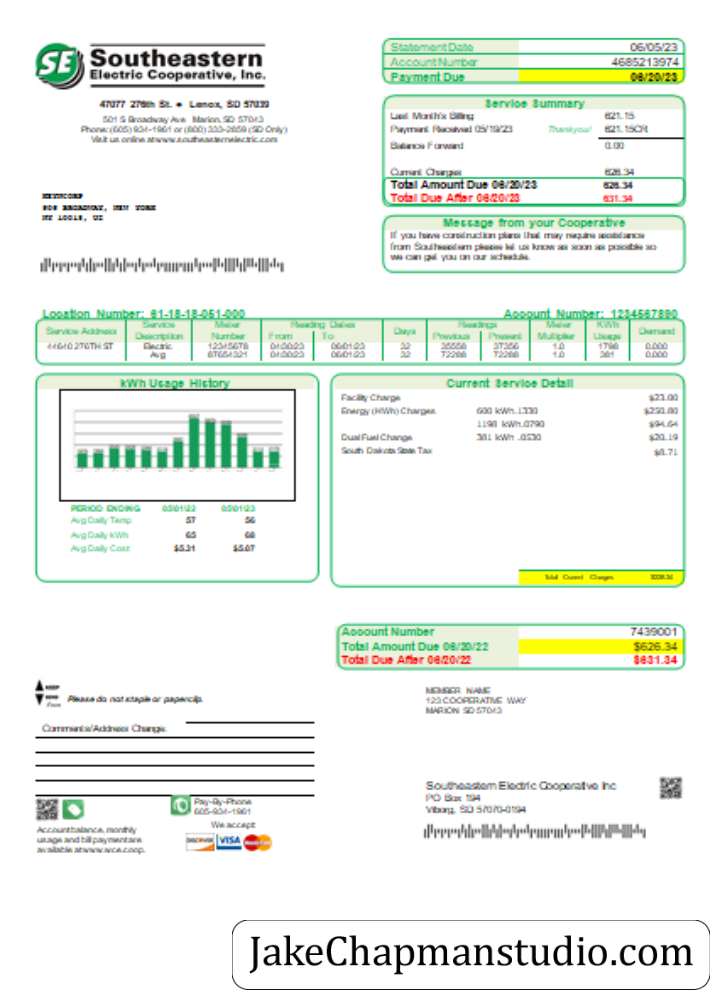 SE Southeastern
Electric Cooperative, Inc.
47077 276th St. ● Lenox, SD 57039
501 S Broadway Ave Marion, SD 57043
Phone: (605) 934-1961 or (800) 333-2859 (SD Only)
Visit us online at www.southeasternelectric.com
Statement Date 06/05/23
Account Number 4685213974
Payment Due 06/20/23
Service Summary
Last Month's Billing 621.15
Payment Received 05/19/23 Thank you! 621.15CR
Balance Forward 0.00
Current Charges 626.34
Total Amount Due 06/20/23 626.34
Total Due After 06/20/23 631.34
Message from your Cooperative
If you have construction plans that may require assistance
from Southeastern please let us know as soon as possible so
we can get you on our schedule.
NEW YORK
Location Number: 61-18-18-051-000 Account Number: 1234567890
Service Address Service Description Meter Number Reading Dates From To Days Readings Previous Present Meter Multiplier KWh Usage Demand
44640 276TH ST Electric 12345678 04/30/23 06/01/23 32 35558 37356 1.0 1798 0.000
Avg 87654321 04/30/23 06/01/23 32 72288 72288 1.0 381 0.000
kWh Usage History
PERIOD ENDING 05/01/22 05/01/23
Avg Daily Temp 57 56
Avg Daily kWh 65 68
Avg Daily Cost $5.31 $5.07
Current Service Detail
Facility Charge $23.00
Energy (KWH) Charges 600 kWh .1330 $250.80
1198 kWh.0790 $94.64
Dual Fuel Change 381 kWh .0530 $20.19
South Dakota State Tax $8.71
Total Current Charges
Account Number 7439001
Total Amount Due 06/20/22 $626.34
Total Due After 06/20/22 $631.34
KEEP
SEND
Please do not staple or paperclip.
MEMBER NAME
123 COOPERATIVE WAY
MARION SD 57043
Comments/Address Change:
Southeastern Electric Cooperative Inc
PO Box 194
Viborg, SD 57070-0194
Pay-By-Phone
605-934-1961
We accept
DISCOVER VISA MasterCard
Account balance, monthly
usage and bill payment are
available at www.wce.coop.
JakeChapmanstudio.com